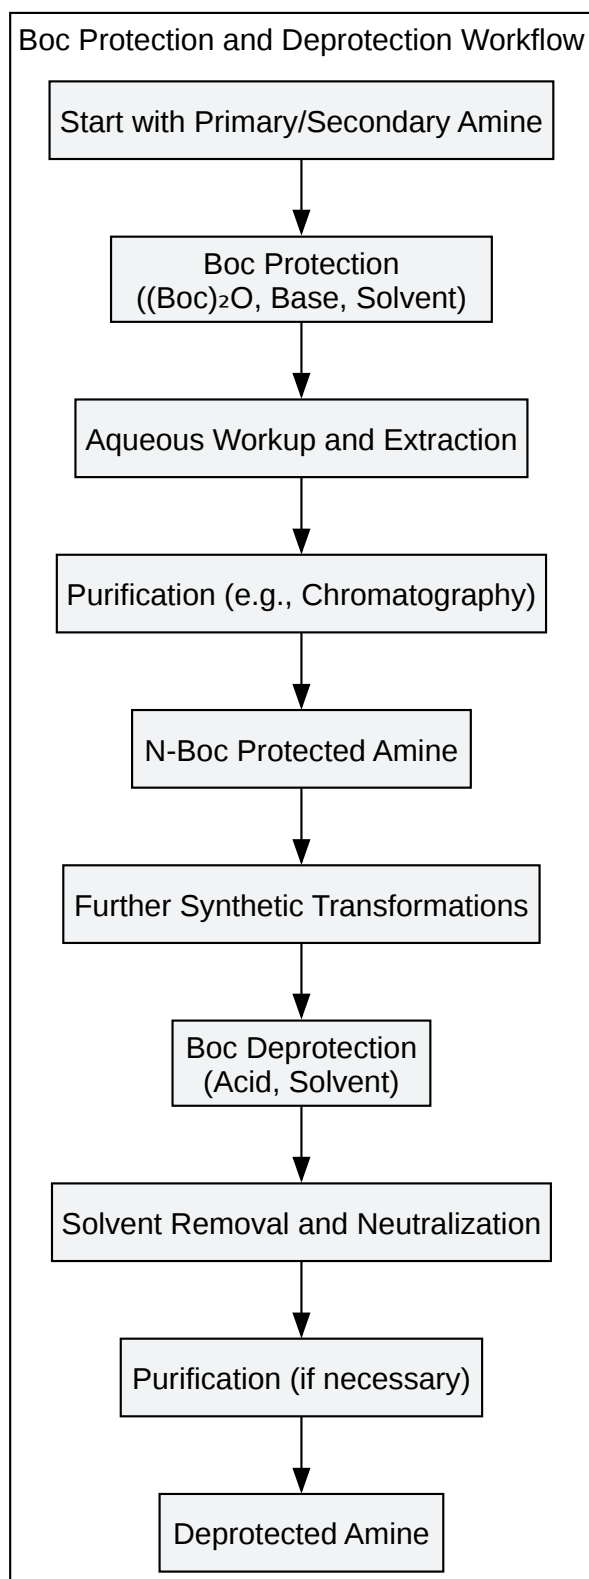 Boc Protection and Deprotection Workflow
Start with Primary/Secondary Amine
Boc Protection
((Boc)₂O, Base, Solvent)
Aqueous Workup and Extraction
Purification (e.g., Chromatography)
N-Boc Protected Amine
Further Synthetic Transformations
Boc Deprotection
(Acid, Solvent)
Solvent Removal and Neutralization
Purification (if necessary)
Deprotected Amine